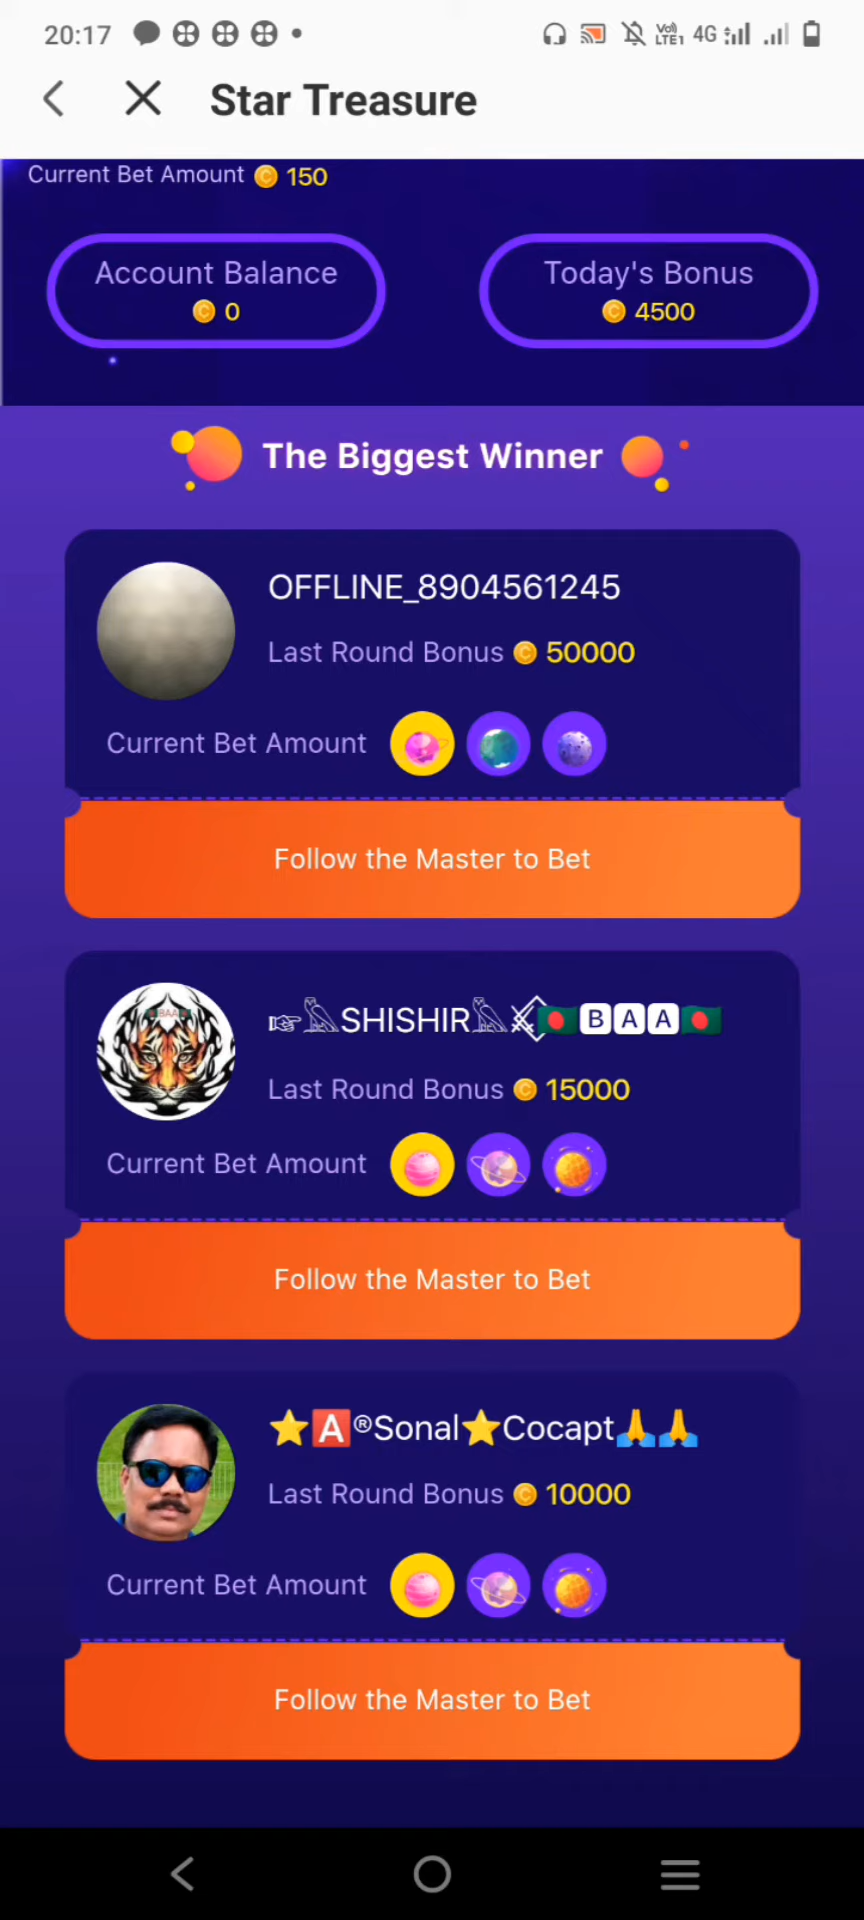 20:17 VoLTE1 4G
Star Treasure
Current Bet Amount 150
Account Balance
0
Today's Bonus
4500
The Biggest Winner
OFFLINE_8904561245
Last Round Bonus 50000
Current Bet Amount
Follow the Master to Bet
☞𓅓SHISHIR𓅓🇧🇩🅱🅰🅰🇧🇩
BAA
Last Round Bonus 15000
Current Bet Amount
Follow the Master to Bet
⭐🅰®Sonal⭐Cocapt🙏🙏
Last Round Bonus 10000
Current Bet Amount
Follow the Master to Bet